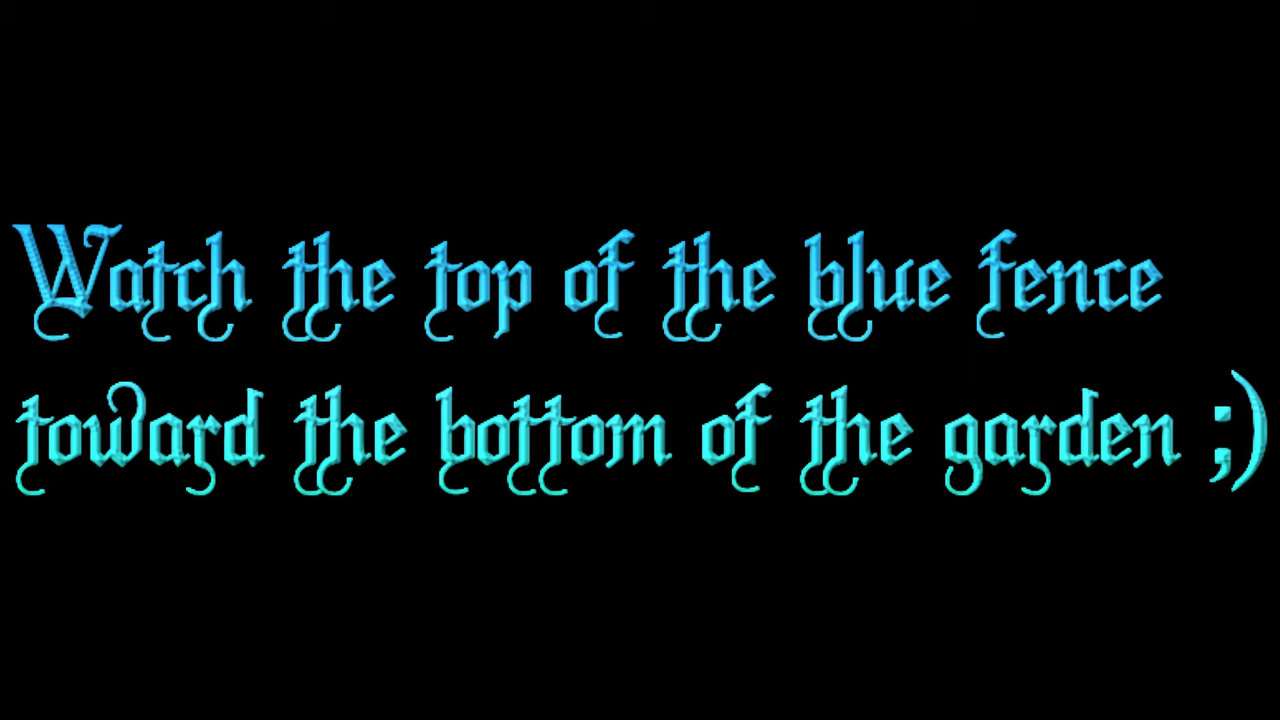 Watch the top of the blue fence
toward the bottom of the garden ;)